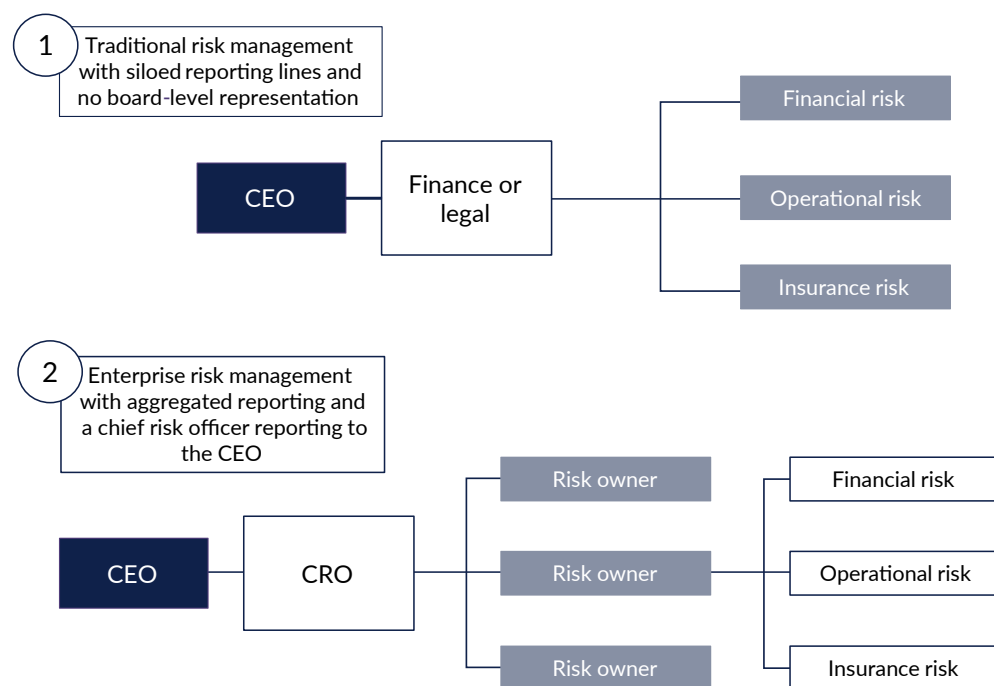 1
Traditional risk management
with siloed reporting lines and
no board-level representation
Financial risk
CEO
Finance or
legal
Operational risk
Insurance risk
2
Enterprise risk management
with aggregated reporting and
a chief risk officer reporting to
the CEO
Risk owner
Financial risk
CEO
CRO
Risk owner
Operational risk
Risk owner
Insurance risk